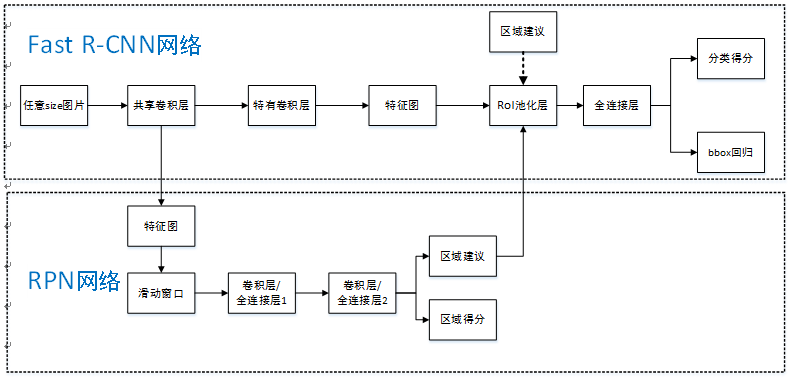 Fast R-CNN网络
区域建议
分类得分
任意size图片
共享卷积层
特有卷积层
特征图
RoI池化层
全连接层
bbox回归
特征图
RPN网络
滑动窗口
卷积层/
全连接层1
卷积层/
全连接层2
区域建议
区域得分